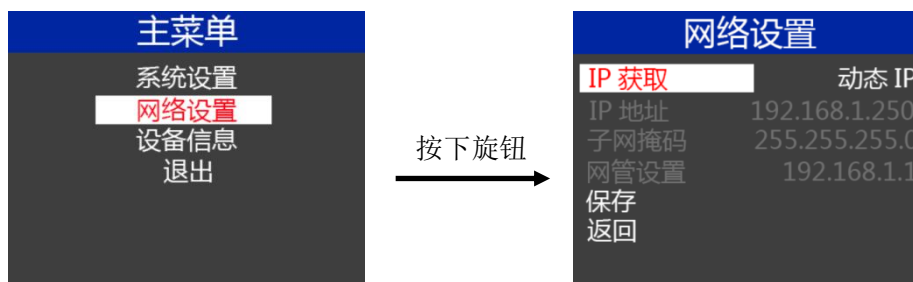 主菜单
系统设置
网络设置
设备信息
退出
按下旋钮
网络设置
IP 获取 动态 IP
IP 地址 192.168.1.250
子网掩码 255.255.255.0
网管设置 192.168.1.1
保存
返回